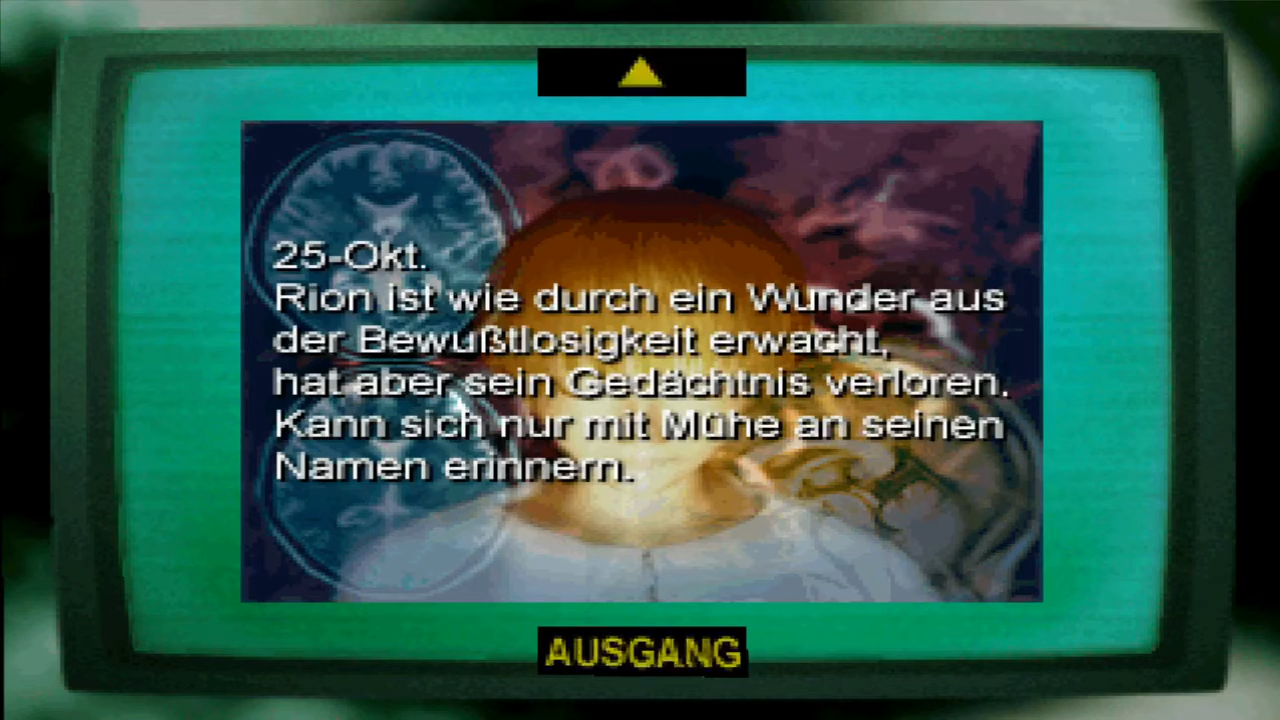 25-Okt.
Rion ist wie durch ein Wunder aus
der Bewußtlosigkeit erwacht,
hat aber sein Gedächtnis verloren.
Kann sich nur mit Mühe an seinen
Namen erinnern.
AUSGANG